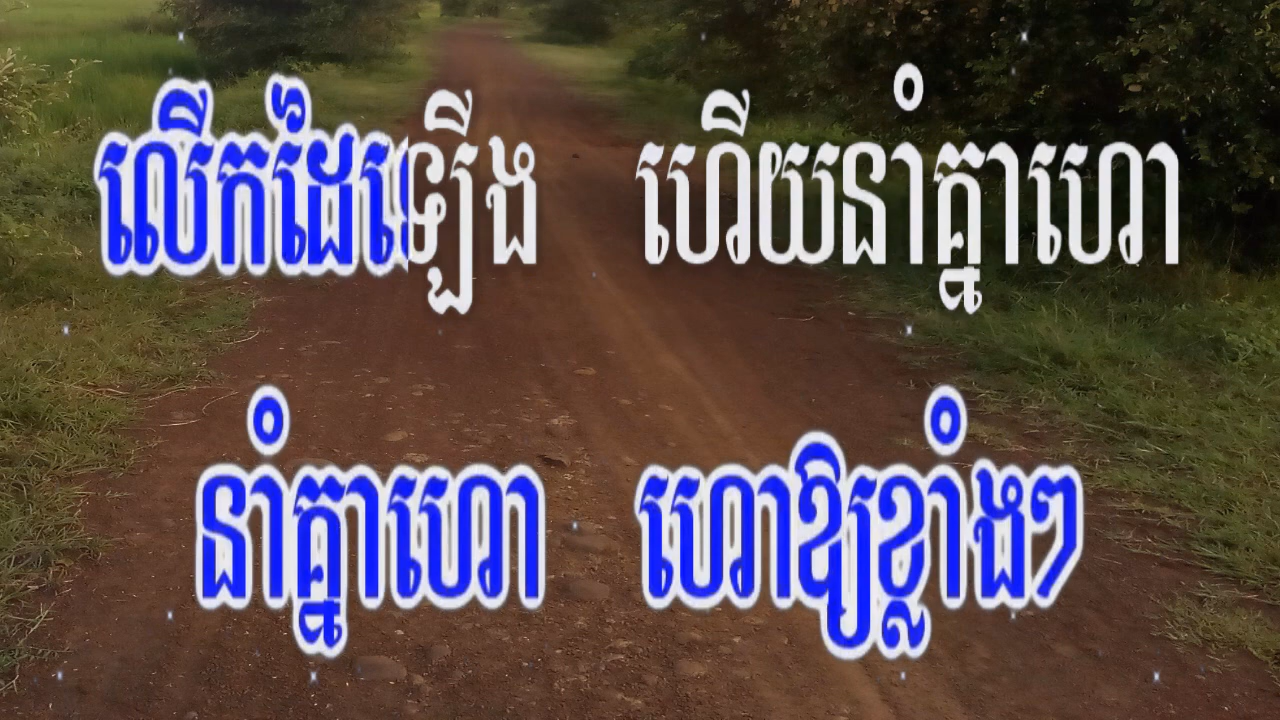 លើកដៃឡើង ហើយនាំគ្នាហោ
នាំគ្នាហោ ហោឱ្យខ្លាំងៗ